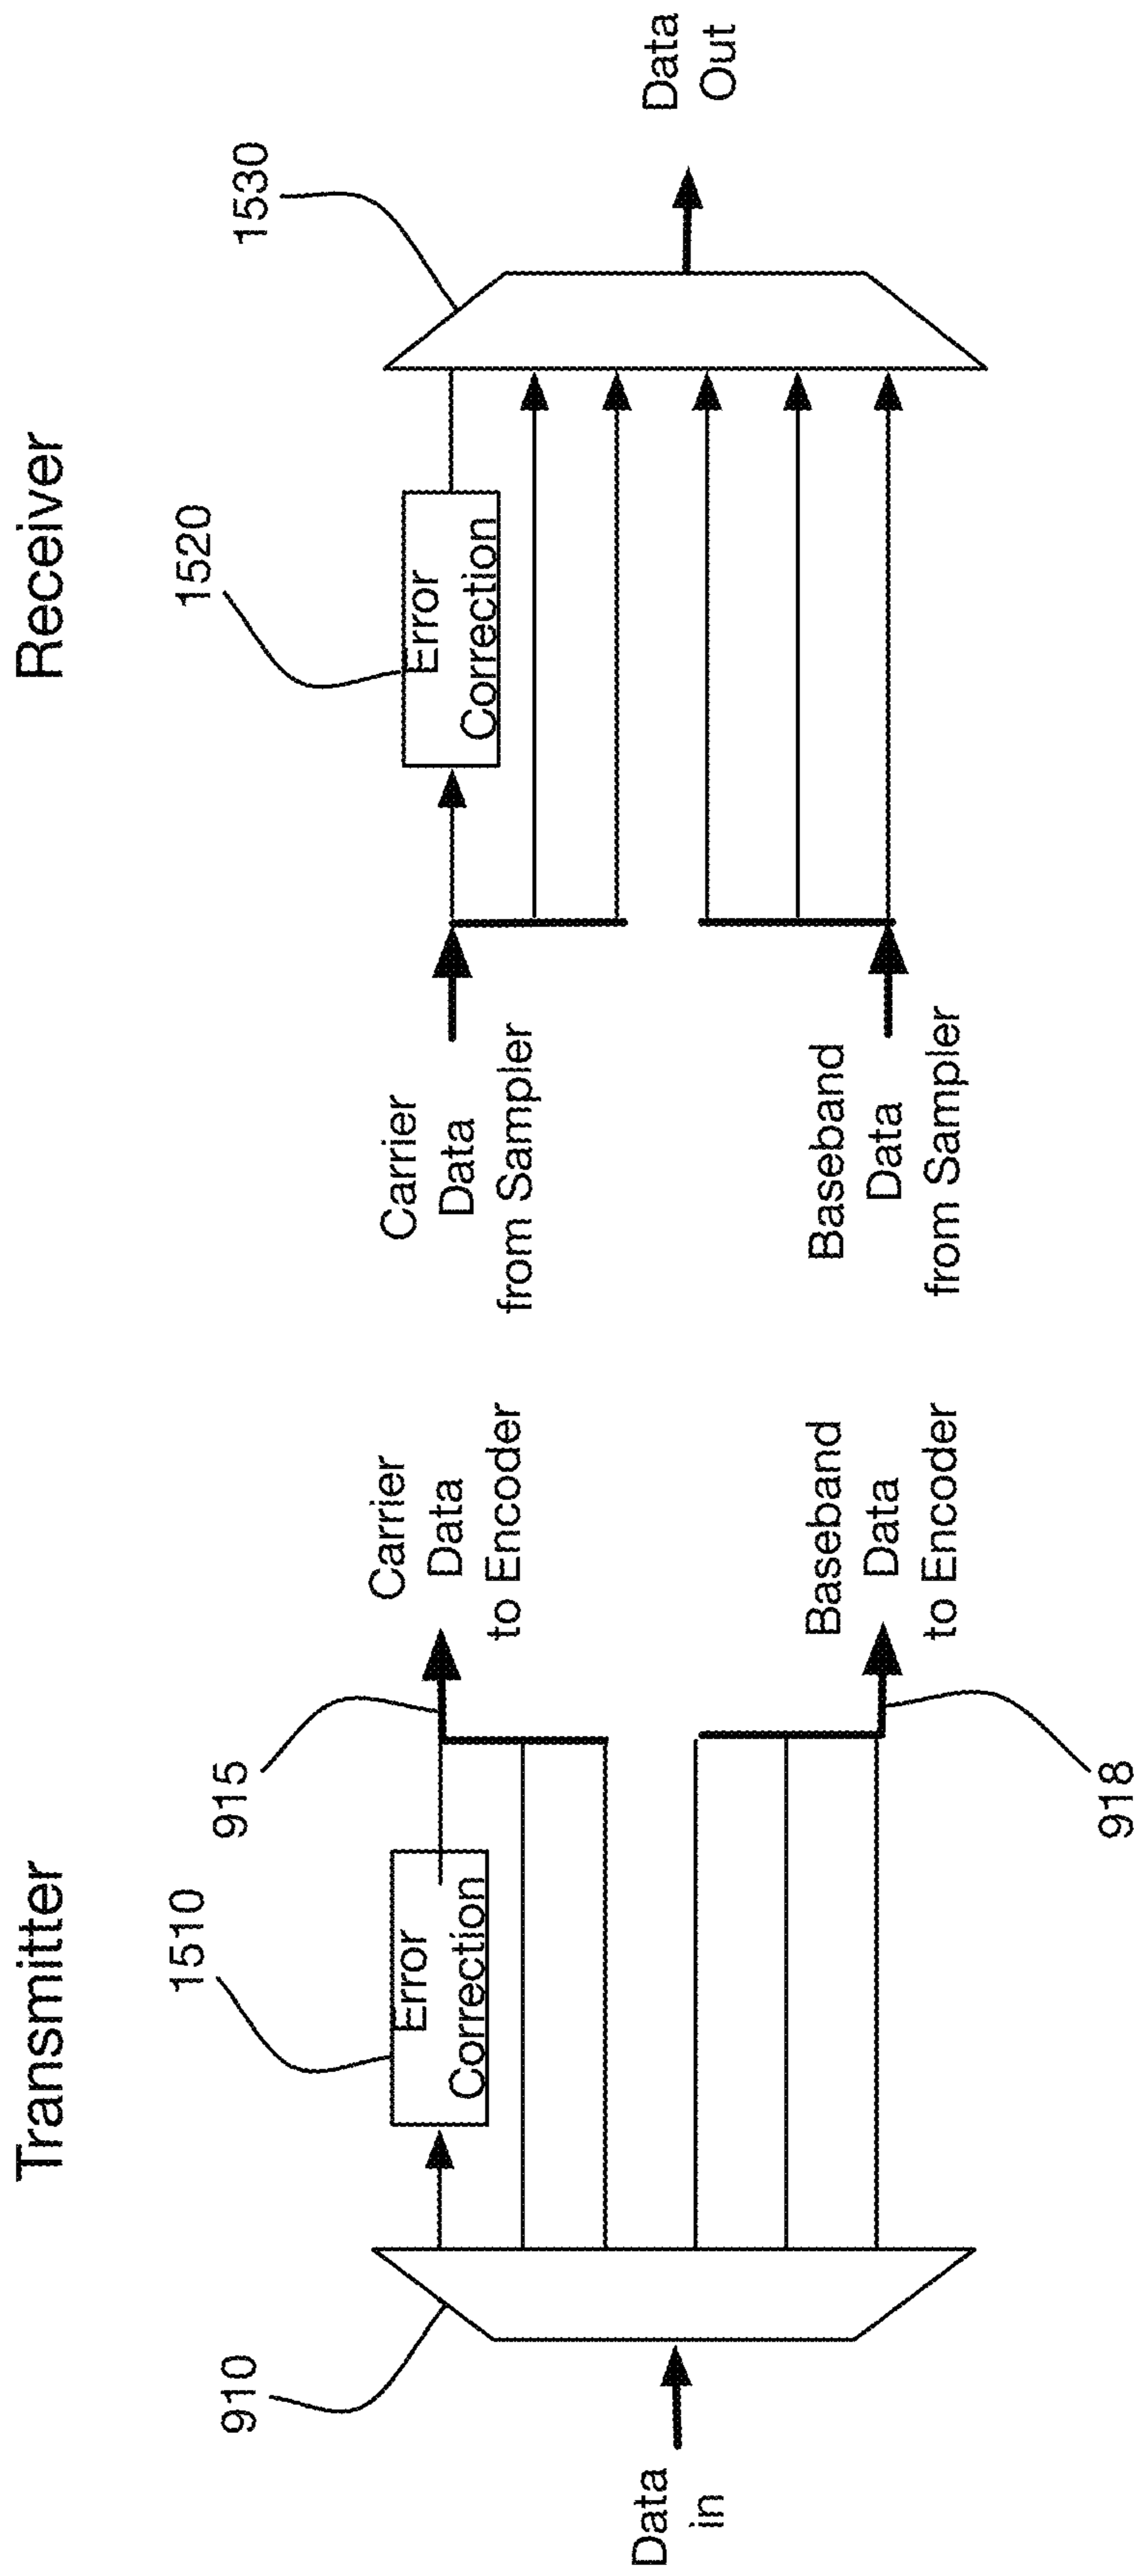 Transmitter
910
1510
915
Error
Correction
Carrier
Data
to Encoder
Data
in
Baseband
Data
to Encoder
918
Receiver
1520
1530
Carrier
Data
from Sampler
Error
Correction
Data
Out
Baseband
Data
from Sampler